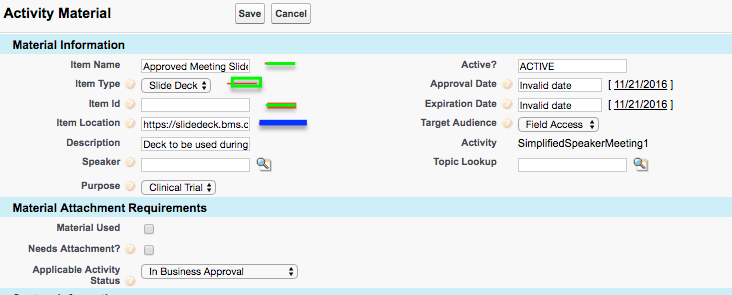 Activity Material Save Cancel
Material Information
Item Name Approved Meeting Slide Active? ACTIVE
Item Type Slide Deck Approval Date Invalid date [ 11/21/2016 ]
Item Id Expiration Date Invalid date [ 11/21/2016 ]
Item Location https://slidedeck.bms.c Target Audience Field Access
Description Deck to be used during Activity SimplifiedSpeakerMeeting1
Speaker Topic Lookup
Purpose Clinical Trial
Material Attachment Requirements
Material Used
Needs Attachment?
Applicable Activity In Business Approval
Status